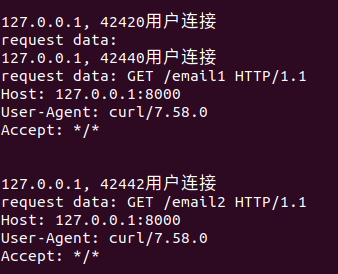 127.0.0.1, 42420用户连接
request data:
127.0.0.1, 42440用户连接
request data: GET /email1 HTTP/1.1
Host: 127.0.0.1:8000
User-Agent: curl/7.58.0
Accept: */*
127.0.0.1, 42442用户连接
request data: GET /email2 HTTP/1.1
Host: 127.0.0.1:8000
User-Agent: curl/7.58.0
Accept: */*